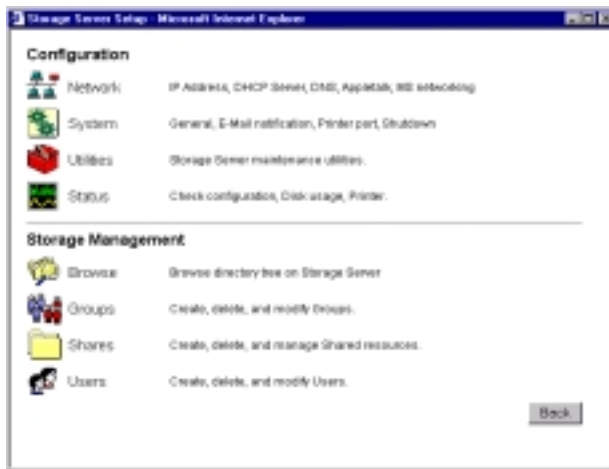 Storage Server Setup - Microsoft Internet Explorer
Configuration
Network IP Address, DHCP Server, DNS, Appletalk, MS networking
System General, E-Mail notification, Printer port, Shutdown
Utilities Storage Server maintenance utilities.
Status Check configuration, Disk usage, Printer.
Storage Management
Browse Browse directory tree on Storage Server
Groups Create, delete, and modify Groups.
Shares Create, delete, and manage Shared resources.
Users Create, delete, and modify Users.
Back